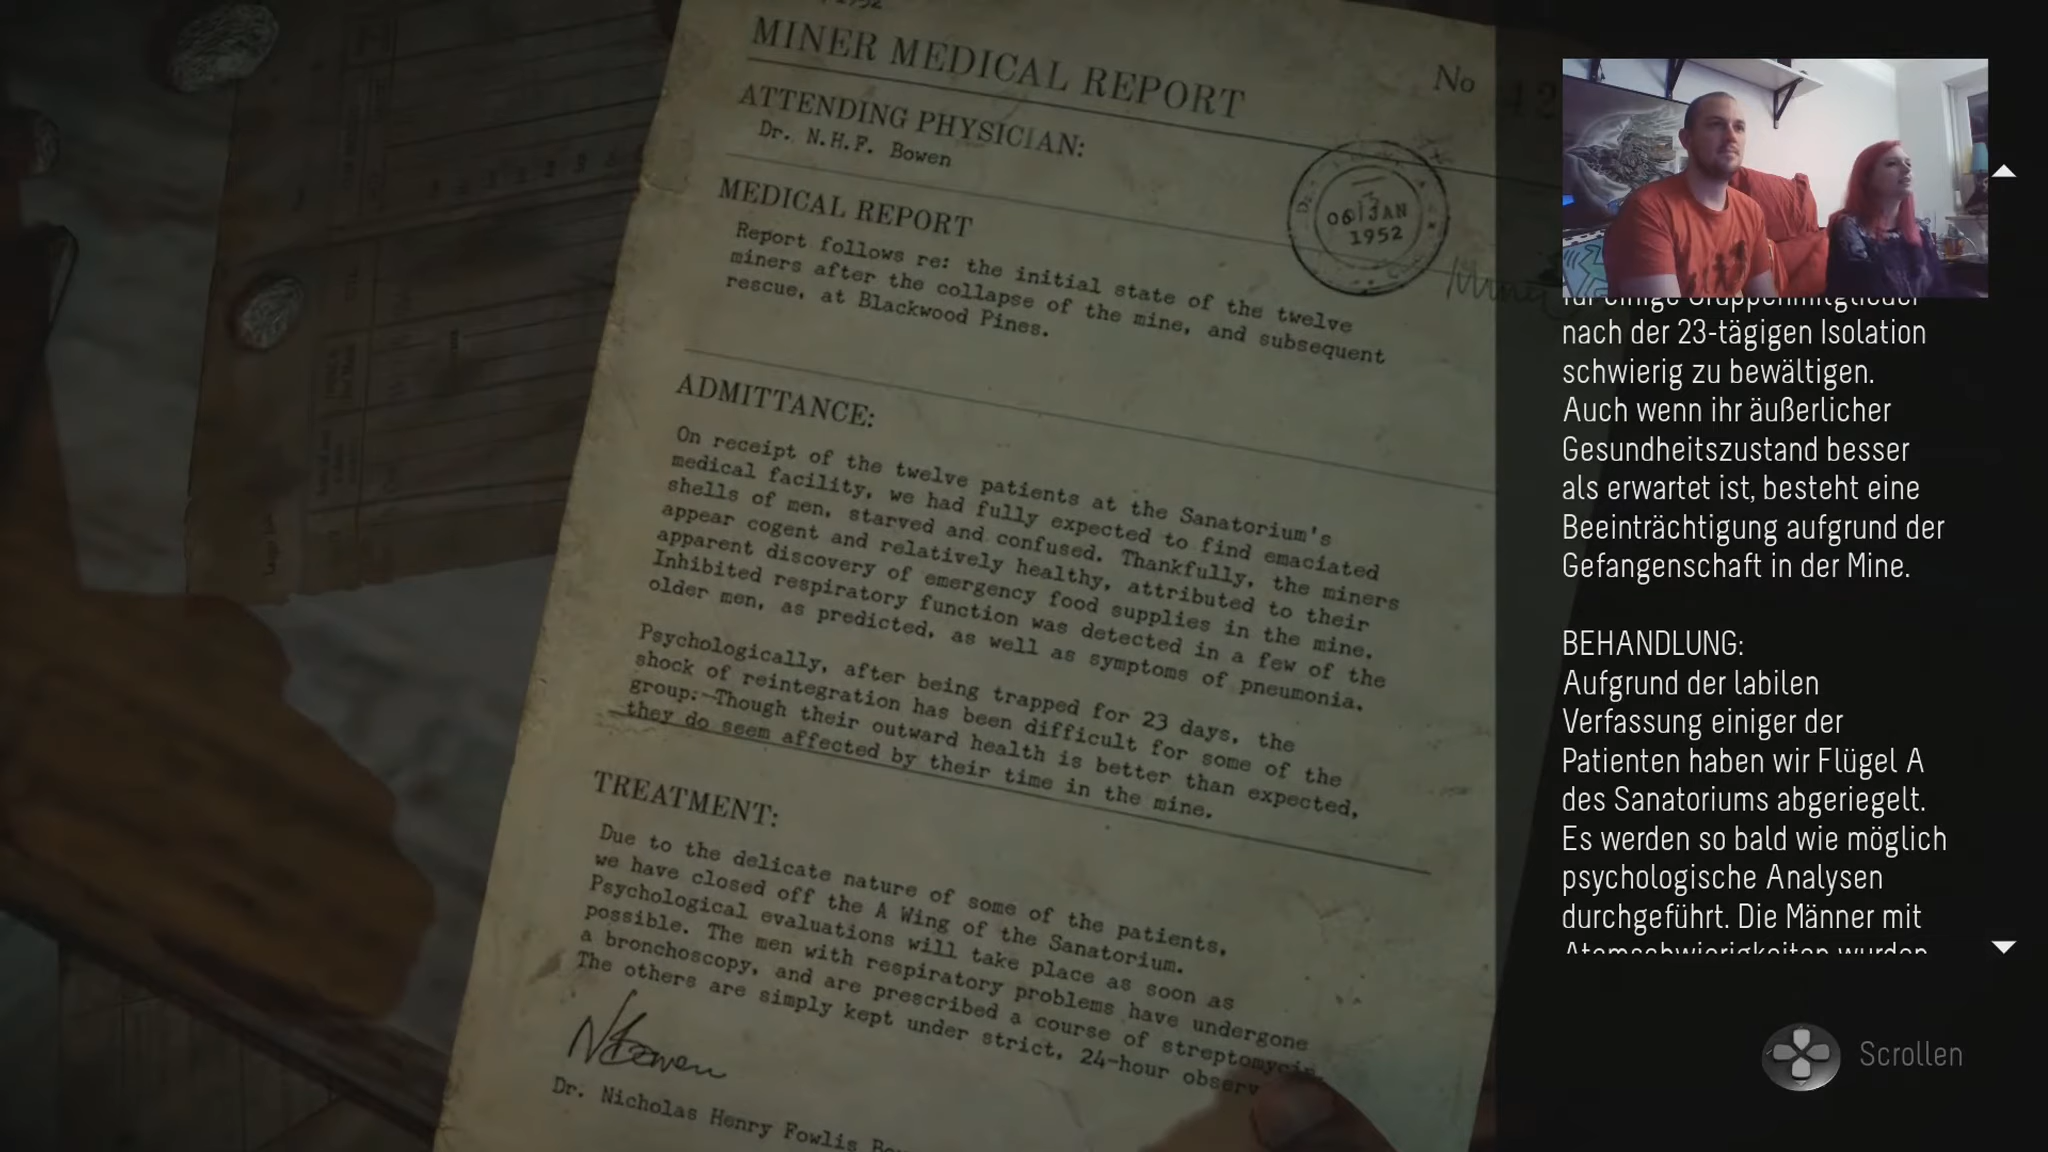 1952
MINER MEDICAL REPORT
No
ATTENDING PHYSICIAN:
Dr. N.H.F. Bowen
06 JAN
1952
MEDICAL REPORT
Report follows re: the initial state of the twelve
miners after the collapse of the mine, and subsequent
rescue, at Blackwood Pines.
ADMITTANCE:
On receipt of the twelve patients at the Sanatorium's
medical facility, we had fully expected to find emaciated
shells of men, starved and confused. Thankfully, the miners
appear cogent and relatively healthy, attributed to their
apparent discovery of emergency food supplies in the mine.
Inhibited respiratory function was detected in a few of the
older men, as predicted, as well as symptoms of pneumonia.
Psychologically, after being trapped for 23 days, the
shock of reintegration has been difficult for some of the
group. Though their outward health is better than expected,
they do seem affected by their time in the mine.
TREATMENT:
Due to the delicate nature of some of the patients,
we have closed off the A Wing of the Sanatorium.
Psychological evaluations will take place as soon as
possible. The men with respiratory problems have undergone
a bronchoscopy, and are prescribed a course of streptomycin.
The others are simply kept under strict, 24-hour observ
NBowen
Dr. Nicholas Henry Fowlis Bo
für einige Gruppenmitglieder
nach der 23-tägigen Isolation
schwierig zu bewältigen.
Auch wenn ihr äußerlicher
Gesundheitszustand besser
als erwartet ist, besteht eine
Beeinträchtigung aufgrund der
Gefangenschaft in der Mine.
BEHANDLUNG:
Aufgrund der labilen
Verfassung einiger der
Patienten haben wir Flügel A
des Sanatoriums abgeriegelt.
Es werden so bald wie möglich
psychologische Analysen
durchgeführt. Die Männer mit
Atemschwierigkeiten wurden
Scrollen